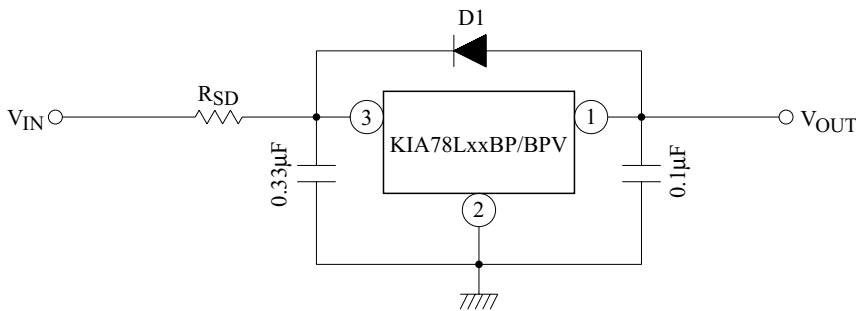 D1
RSD
VIN
3
KIA78LxxBP/BPV
1
VOUT
0.33μF
0.1μF
2